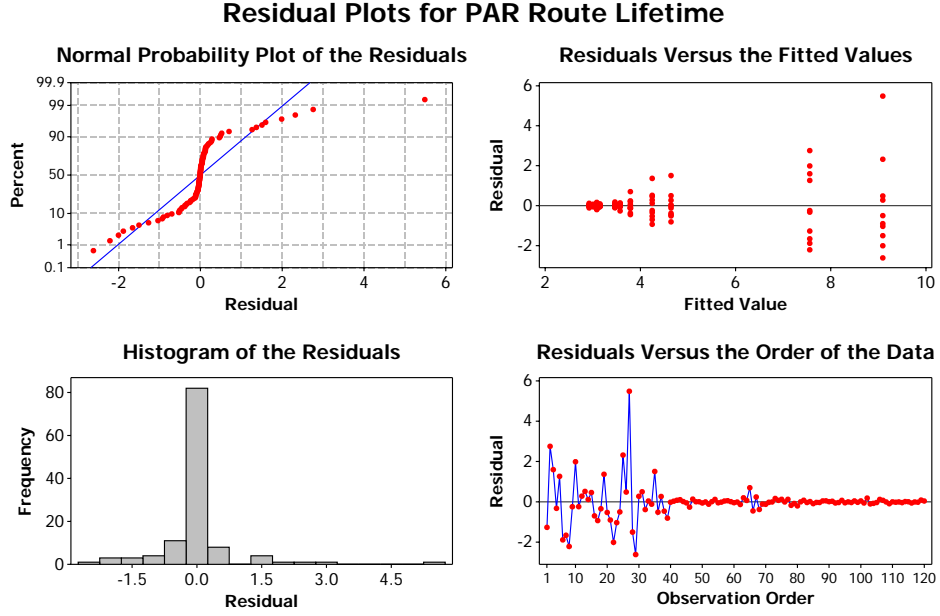 Residual Plots for PAR Route Lifetime
Normal Probability Plot of the Residuals
99.9
99
90
50
10
1
0.1
Percent
-2 0 2 4 6
Residual
Residuals Versus the Fitted Values
6
4
2
0
-2
Residual
2 4 6 8 10
Fitted Value
Histogram of the Residuals
80
60
40
20
0
Frequency
-1.5 0.0 1.5 3.0 4.5
Residual
Residuals Versus the Order of the Data
6
4
2
0
-2
Residual
1 10 20 30 40 50 60 70 80 90 100 110 120
Observation Order